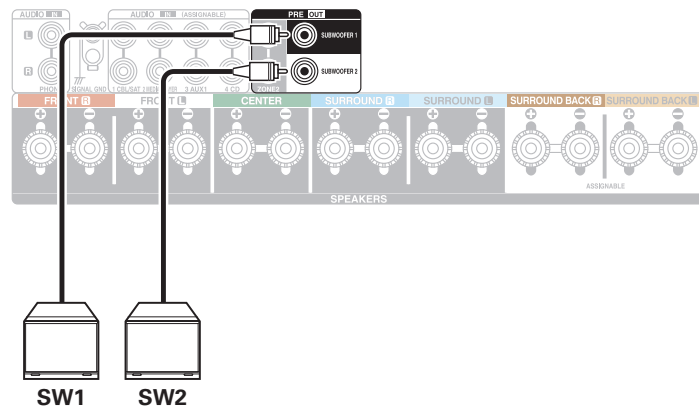 AUDIO IN
AUDIO IN (ASSIGNABLE)
PRE OUT
L
SUBWOOFER 1
R
SUBWOOFER 2
SIGNAL GND
1 CBL/SAT
3 AUX1
4 CD
ZONE2
FRONT R
FRONT L
CENTER
SURROUND R
SURROUND L
SURROUND BACK R
SURROUND BACK L
ASSIGNABLE
SPEAKERS
SW1
SW2